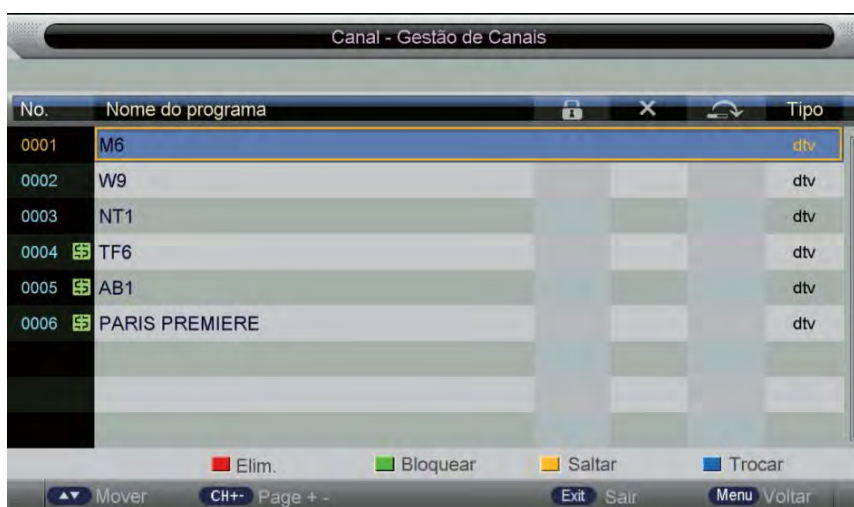 Canal - Gestão de Canais
No. Nome do programa Tipo
0001 M6 dtv
0002 W9 dtv
0003 NT1 dtv
0004 $ TF6 dtv
0005 $ AB1 dtv
0006 $ PARIS PREMIERE dtv
Elim. Bloquear Saltar Trocar
Mover CH+- Page + - Exit Sair Menu Voltar